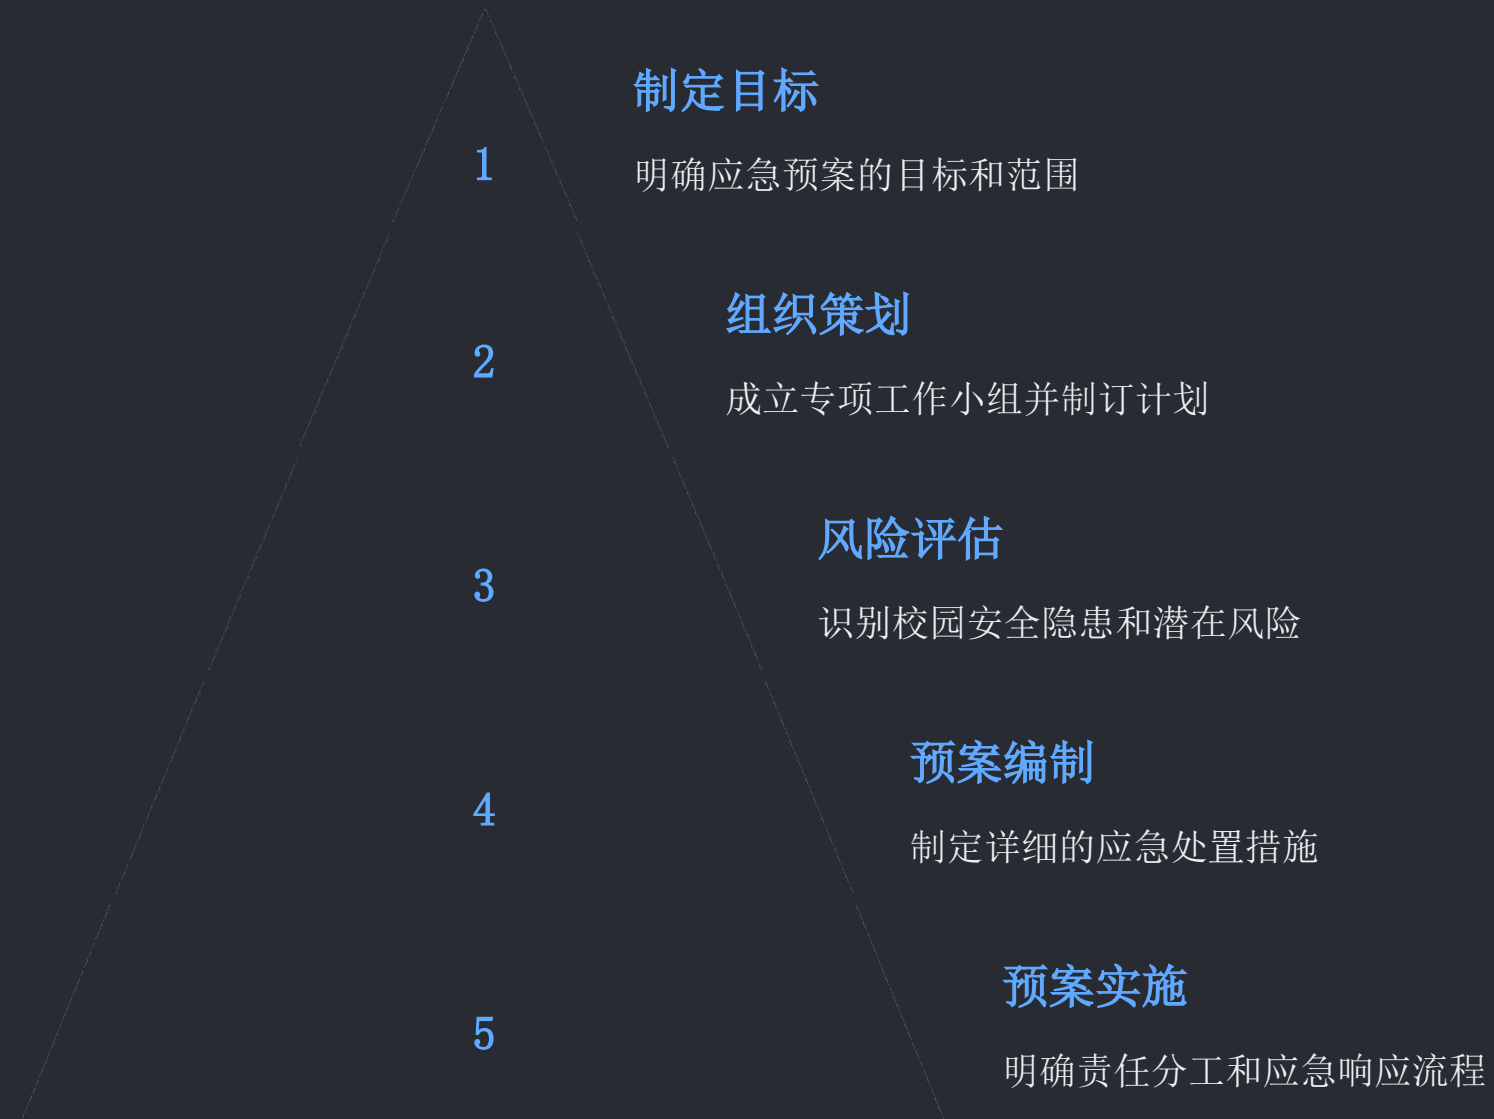 制定目标
1
明确应急预案的目标和范围
组织策划
2
成立专项工作小组并制订计划
风险评估
3
识别校园安全隐患和潜在风险
预案编制
4
制定详细的应急处置措施
预案实施
5
明确责任分工和应急响应流程